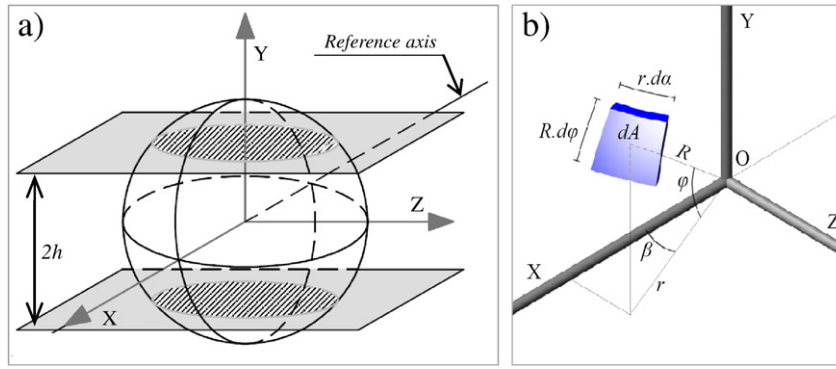 a)
Y
Reference axis
Z
2h
X
b)
Y
r.dα
R.dφ
dA
R
O
φ
Z
X
β
r